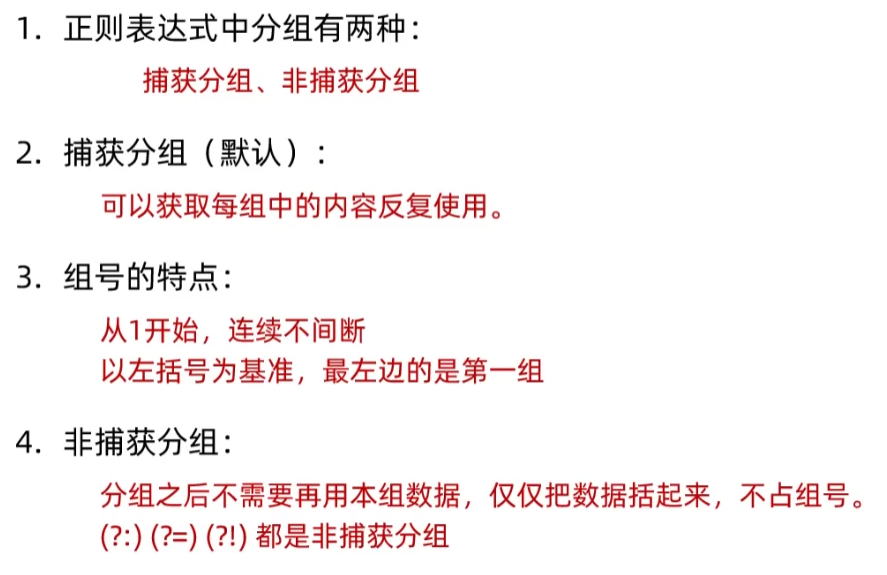 1. 正则表达式中分组有两种：
捕获分组、非捕获分组
2. 捕获分组（默认）：
可以获取每组中的内容反复使用。
3. 组号的特点：
从1开始，连续不间断
以左括号为基准，最左边的是第一组
4. 非捕获分组：
分组之后不需要再用本组数据，仅仅把数据括起来，不占组号。
(?:) (?=) (?!) 都是非捕获分组